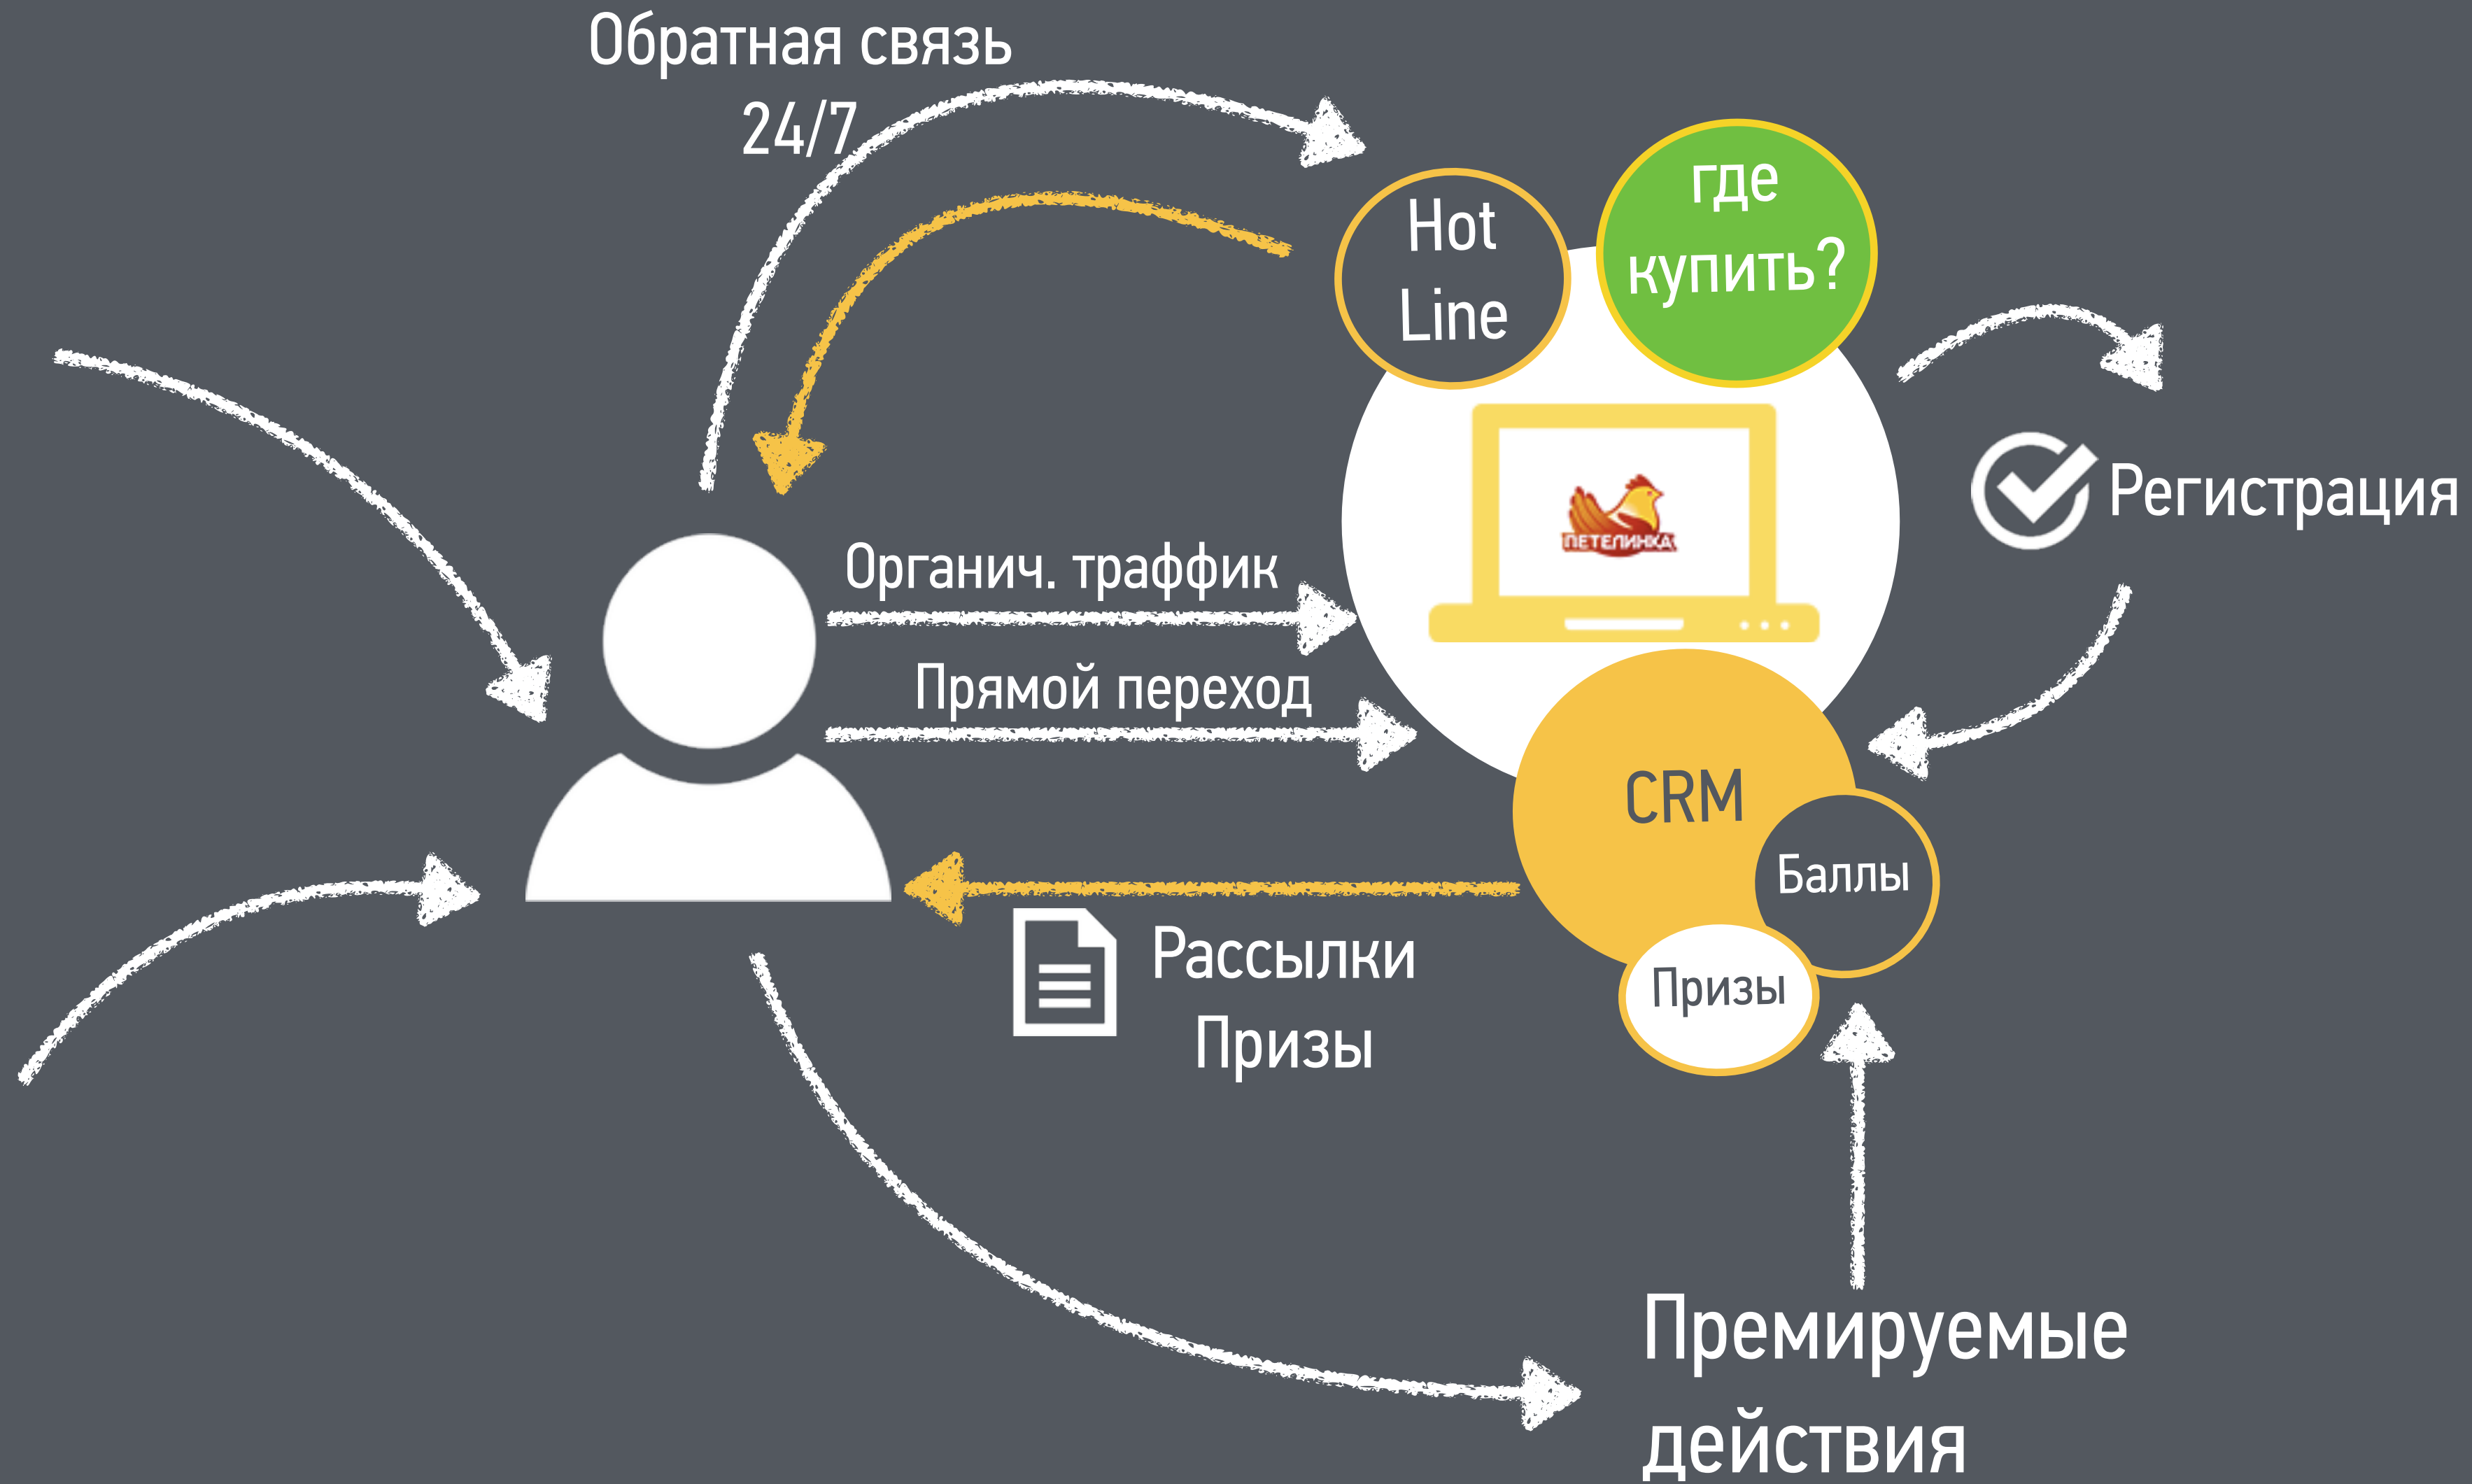 Обратная связь
24/7
Hot
Line
где
купить?
ПЕТЕЛИНКА
Регистрация
Органич. траффик
Прямой переход
CRM
Баллы
Призы
Рассылки
Призы
Премируемые
действия